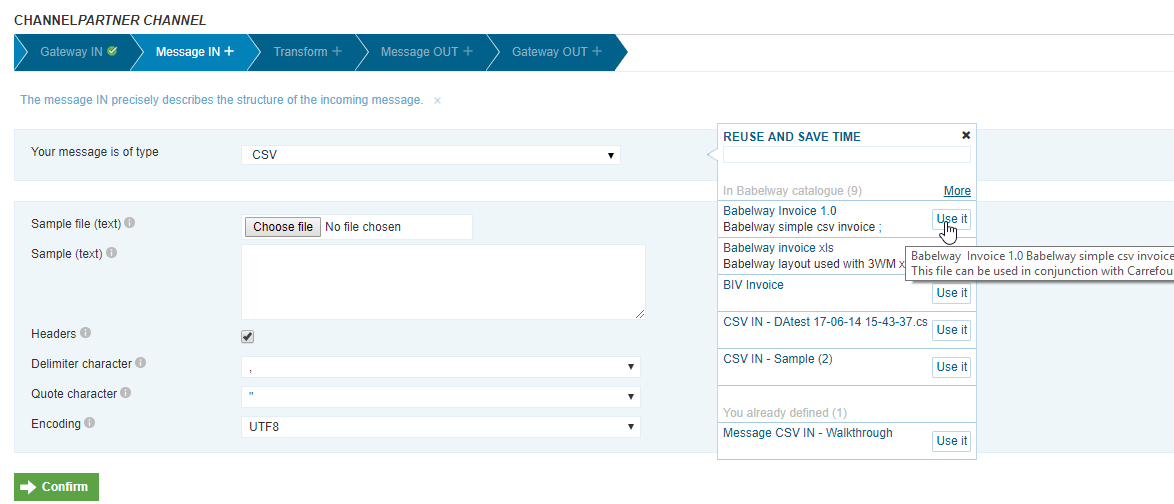 CHANNELPARTNER CHANNEL
Gateway IN
Message IN +
Transform +
Message OUT +
Gateway OUT +
The message IN precisely describes the structure of the incoming message. ×
Your message is of type
CSV
REUSE AND SAVE TIME
In Babelway catalogue (9)
More
Babelway Invoice 1.0
Babelway simple csv invoice ;
Use it
Babelway invoice xls
Babelway layout used with 3WM x
Babelway Invoice 1.0 Babelway simple csv invoice
This file can be used in conjunction with Carrefou
BIV Invoice
Use it
CSV IN - DAtest 17-06-14 15-43-37.cs
Use it
CSV IN - Sample (2)
Use it
You already defined (1)
Message CSV IN - Walkthrough
Use it
Sample file (text)
Choose file No file chosen
Sample (text)
Headers
Delimiter character
,
Quote character
"
Encoding
UTF8
Confirm